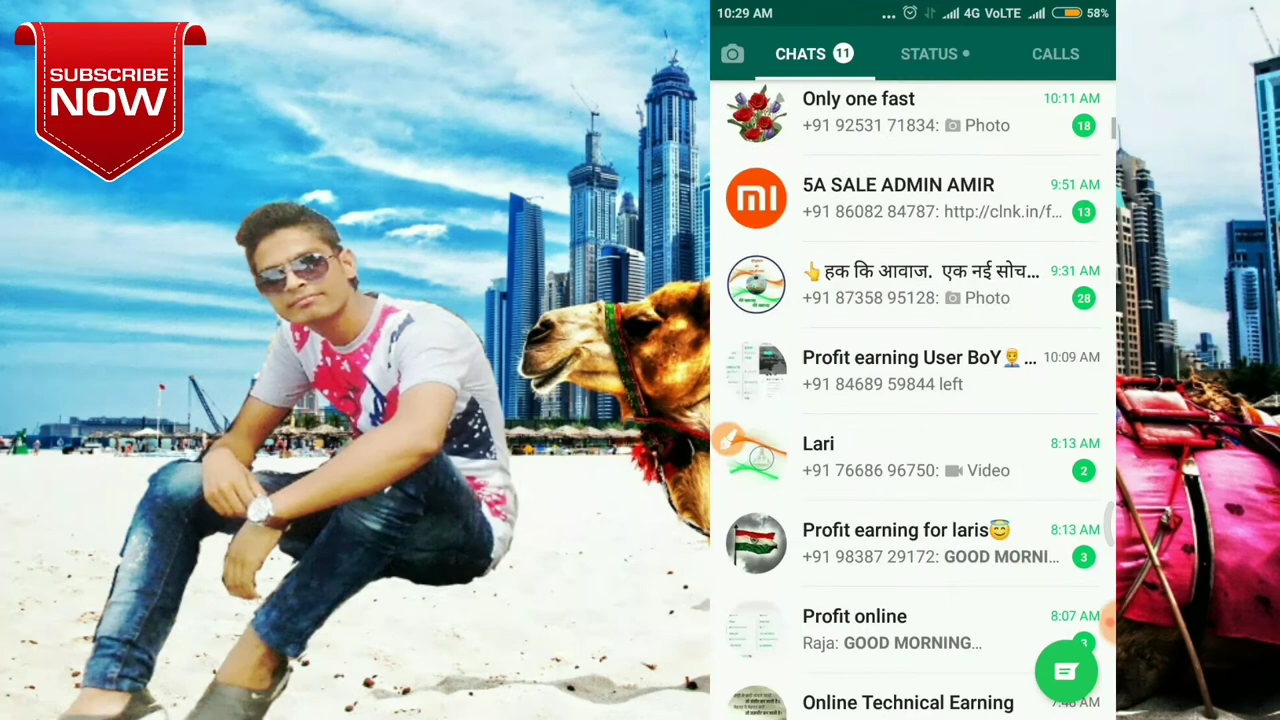 SUBSCRIBE
NOW
10:29 AM ... 4G VoLTE 58%
CHATS 11 STATUS CALLS
Only one fast 10:11 AM
+91 92531 71834: Photo 18
mi
5A SALE ADMIN AMIR 9:51 AM
+91 86082 84787: http://clnk.in/f... 13
👆हक कि आवाज. एक नई सोच... 9:31 AM
+91 87358 95128: Photo 28
Profit earning User BoY👨‍💼... 10:09 AM
+91 84689 59844 left
Lari 8:13 AM
+91 76686 96750: Video 2
Profit earning for laris😇 8:13 AM
+91 98387 29172: GOOD MORNI... 3
Profit online 8:07 AM
Raja: GOOD MORNING... 3
Online Technical Earning